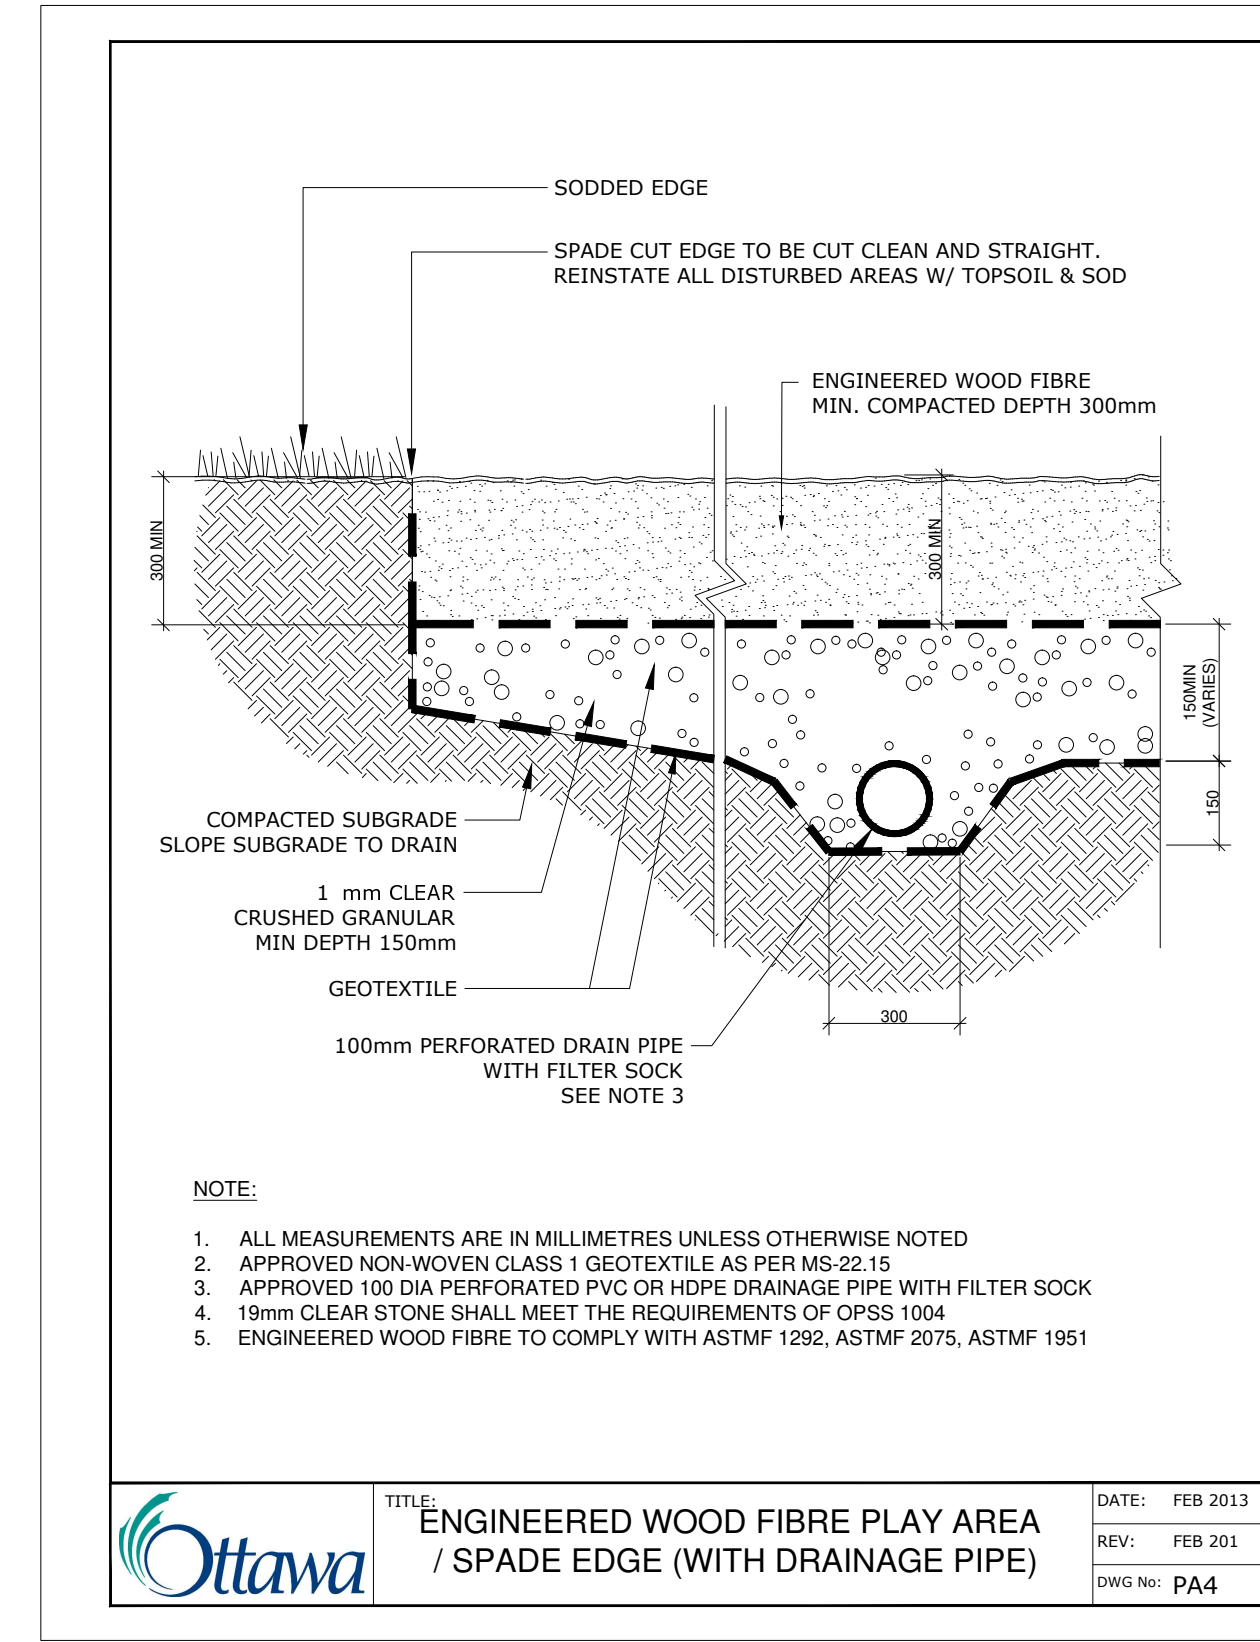 SODDED EDGE
SPADE CUT EDGE TO BE CUT CLEAN AND STRAIGHT.
REINSTATE ALL DISTURBED AREAS W/ TOPSOIL & SOD
ENGINEERED WOOD FIBRE
MIN. COMPACTED DEPTH 300mm
300 MIN
300 MIN
150MIN
(VARIES)
150
COMPACTED SUBGRADE
SLOPE SUBGRADE TO DRAIN
1 mm CLEAR
CRUSHED GRANULAR
MIN DEPTH 150mm
GEOTEXTILE
300
100mm PERFORATED DRAIN PIPE
WITH FILTER SOCK
SEE NOTE 3
NOTE:
1. ALL MEASUREMENTS ARE IN MILLIMETRES UNLESS OTHERWISE NOTED
2. APPROVED NON-WOVEN CLASS 1 GEOTEXTILE AS PER MS-22.15
3. APPROVED 100 DIA PERFORATED PVC OR HDPE DRAINAGE PIPE WITH FILTER SOCK
4. 19mm CLEAR STONE SHALL MEET THE REQUIREMENTS OF OPSS 1004
5. ENGINEERED WOOD FIBRE TO COMPLY WITH ASTMF 1292, ASTMF 2075, ASTMF 1951
Ottawa
TITLE:
ENGINEERED WOOD FIBRE PLAY AREA
/ SPADE EDGE (WITH DRAINAGE PIPE)
DATE: FEB 2013
REV: FEB 201
DWG No: PA4